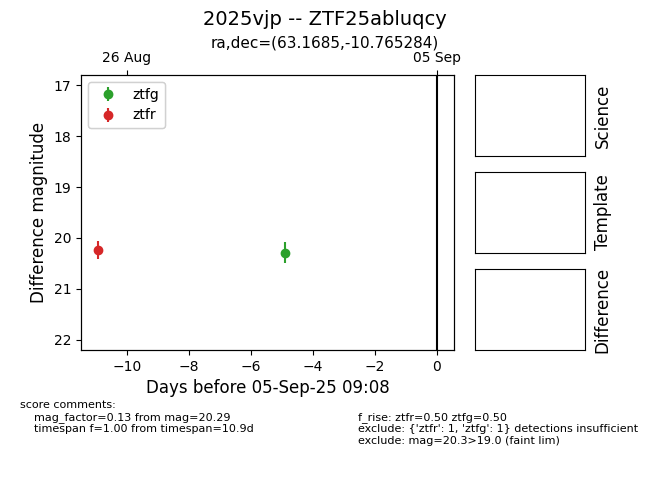 2025vjp -- ZTF25abluqcy
ra,dec=(63.1685,-10.765284)
26 Aug 05 Sep
ztfg
ztfr
17
18
19
20
21
22
Difference magnitude
−10 −8 −6 −4 −2 0
Days before 05-Sep-25 09:08
Science
Template
Difference
score comments:
mag_factor=0.13 from mag=20.29
timespan f=1.00 from timespan=10.9d
f_rise: ztfr=0.50 ztfg=0.50
exclude: {'ztfr': 1, 'ztfg': 1} detections insufficient
exclude: mag=20.3>19.0 (faint lim)